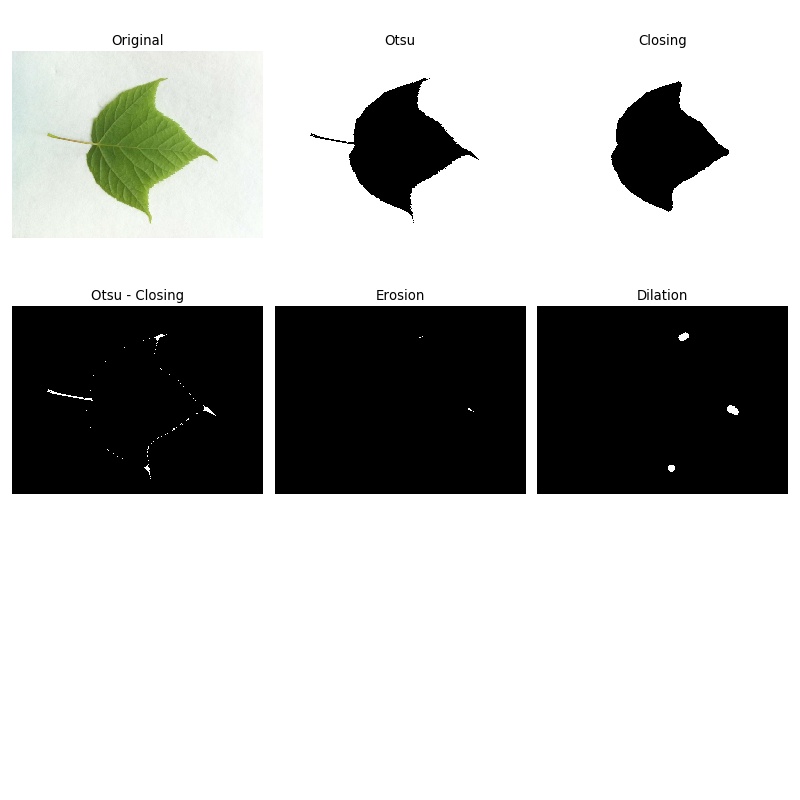 Original
Otsu
Closing
Otsu - Closing
Erosion
Dilation